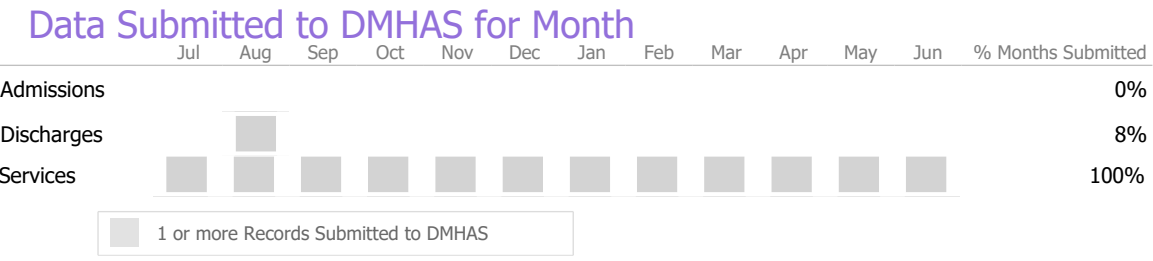 Data Submitted to DMHAS for Month
Jul Aug Sep Oct Nov Dec Jan Feb Mar Apr May Jun % Months Submitted
Admissions 0%
Discharges 8%
Services 100%
1 or more Records Submitted to DMHAS